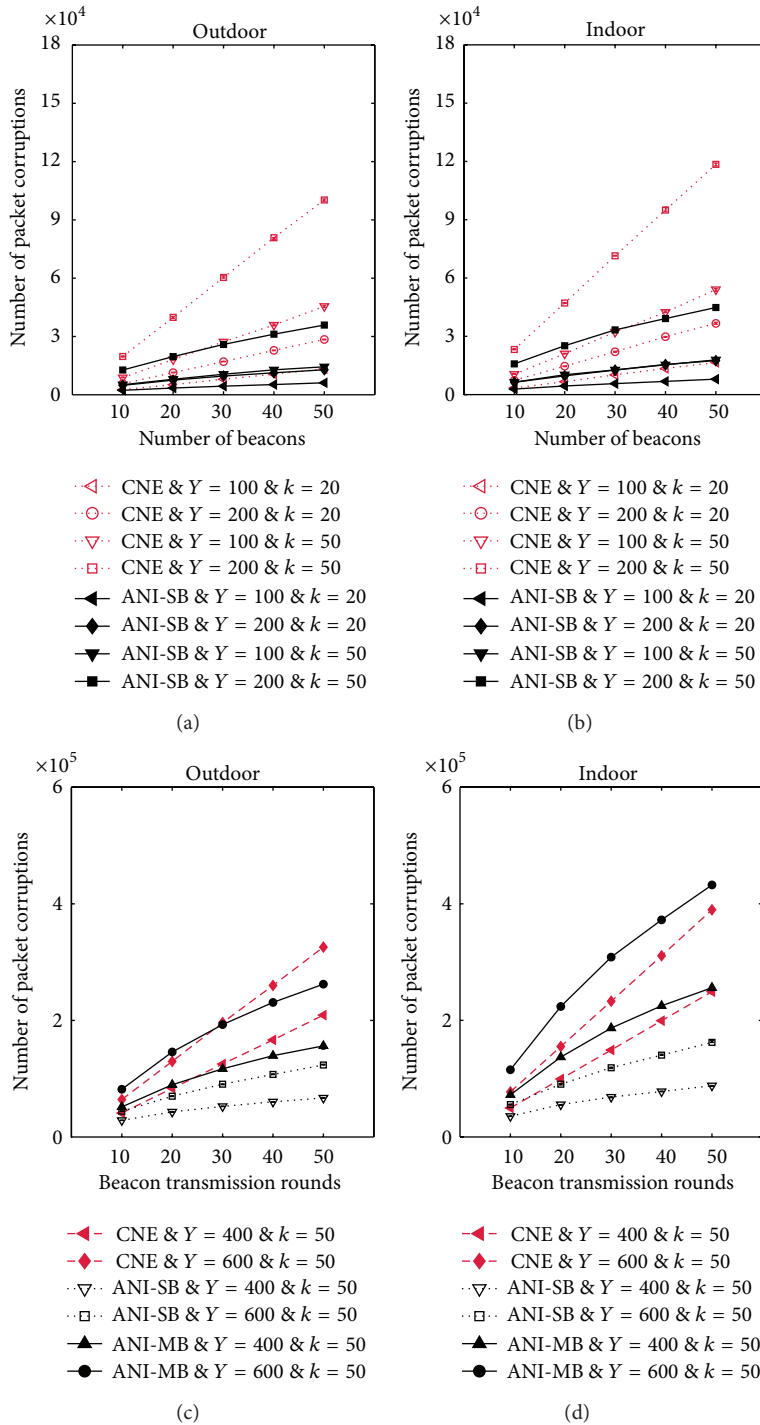 Outdoor
×10⁴
18
15
12
9
6
3
0
Number of packet corruptions
10 20 30 40 50
Number of beacons
CNE & Y = 100 & k = 20
CNE & Y = 200 & k = 20
CNE & Y = 100 & k = 50
CNE & Y = 200 & k = 50
ANI-SB & Y = 100 & k = 20
ANI-SB & Y = 200 & k = 20
ANI-SB & Y = 100 & k = 50
ANI-SB & Y = 200 & k = 50
(a)
Indoor
×10⁴
18
15
12
9
6
3
0
Number of packet corruptions
10 20 30 40 50
Number of beacons
CNE & Y = 100 & k = 20
CNE & Y = 200 & k = 20
CNE & Y = 100 & k = 50
CNE & Y = 200 & k = 50
ANI-SB & Y = 100 & k = 20
ANI-SB & Y = 200 & k = 20
ANI-SB & Y = 100 & k = 50
ANI-SB & Y = 200 & k = 50
(b)
Outdoor
×10⁵
6
4
2
0
Number of packet corruptions
10 20 30 40 50
Beacon transmission rounds
CNE & Y = 400 & k = 50
CNE & Y = 600 & k = 50
ANI-SB & Y = 400 & k = 50
ANI-SB & Y = 600 & k = 50
ANI-MB & Y = 400 & k = 50
ANI-MB & Y = 600 & k = 50
(c)
Indoor
×10⁵
6
4
2
0
Number of packet corruptions
10 20 30 40 50
Beacon transmission rounds
CNE & Y = 400 & k = 50
CNE & Y = 600 & k = 50
ANI-SB & Y = 400 & k = 50
ANI-SB & Y = 600 & k = 50
ANI-MB & Y = 400 & k = 50
ANI-MB & Y = 600 & k = 50
(d)